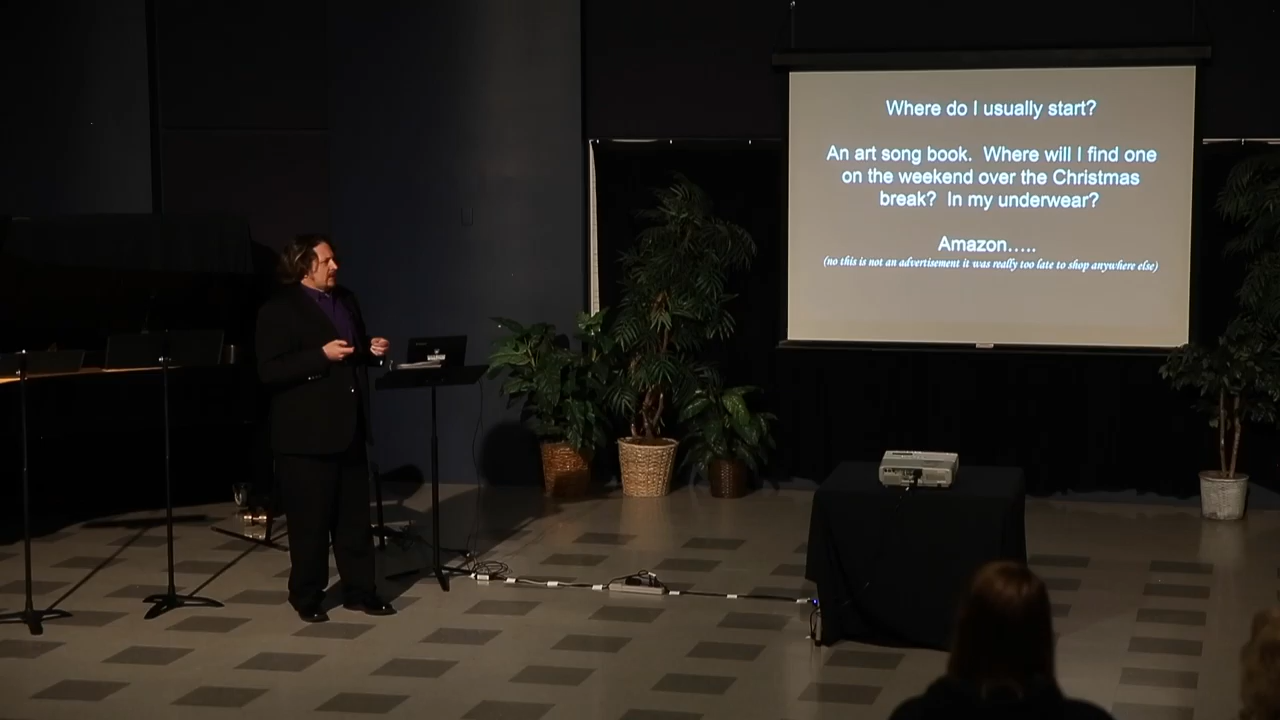 Where do I usually start?
An art song book.  Where will I find one
on the weekend over the Christmas
break?  In my underwear?
Amazon.....
(no this is not an advertisement it was really too late to shop anywhere else)